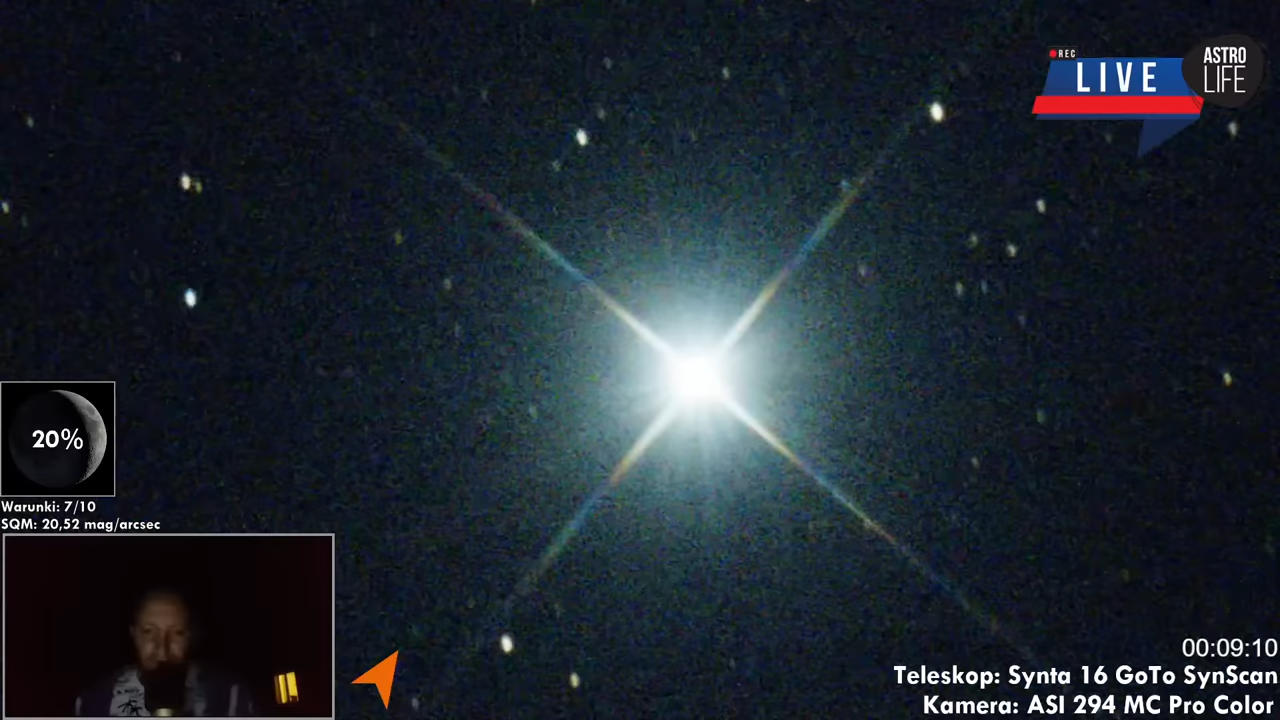 REC
LIVE
ASTRO
LIFE
20%
Warunki: 7/10
SQM: 20,52 mag/arcsec
00:09:10
Teleskop: Synta 16 GoTo SynScan
Kamera: ASI 294 MC Pro Color